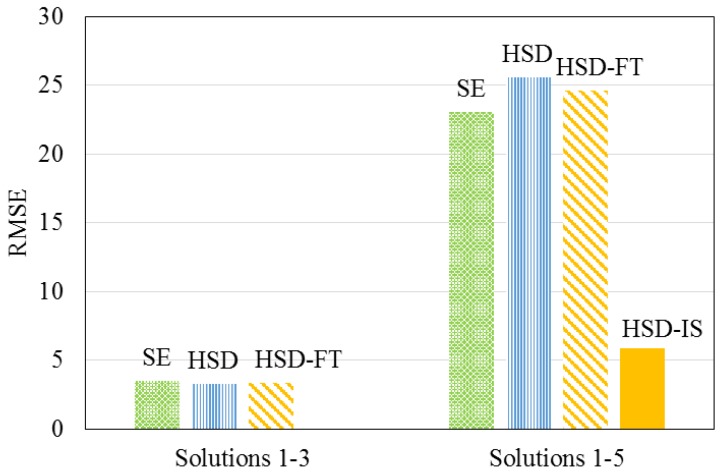 30
25
20
15
10
5
0
RMSE
SE
HSD
HSD-FT
SE
HSD
HSD-FT
HSD-IS
Solutions 1-3
Solutions 1-5